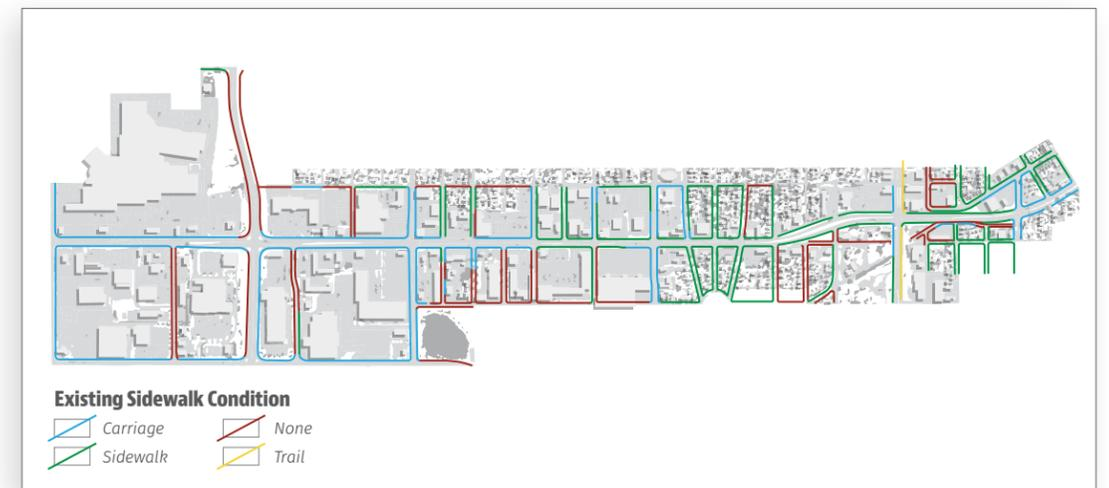 Existing Sidewalk Condition
Carriage
None
Sidewalk
Trail